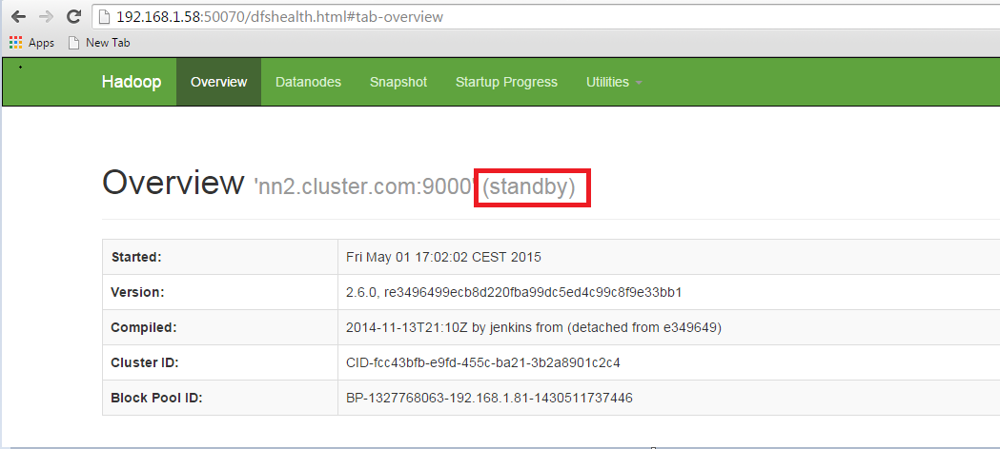 192.168.1.58:50070/dfshealth.html#tab-overview
Apps New Tab
Hadoop Overview Datanodes Snapshot Startup Progress Utilities
Overview 'nn2.cluster.com:9000' (standby)
Started: Fri May 01 17:02:02 CEST 2015
Version: 2.6.0, re3496499ecb8d220fba99dc5ed4c99c8f9e33bb1
Compiled: 2014-11-13T21:10Z by jenkins from (detached from e349649)
Cluster ID: CID-fcc43bfb-e9fd-455c-ba21-3b2a8901c2c4
Block Pool ID: BP-1327768063-192.168.1.81-1430511737446